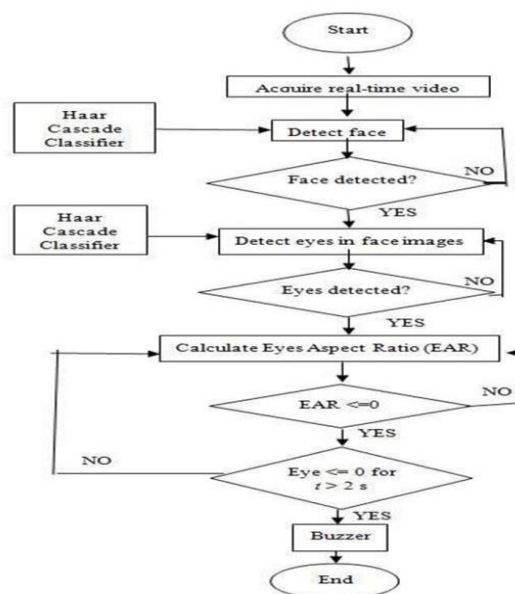 Start
Acquire real-time video
Haar
Cascade
Classifier
Detect face
NO
Face detected?
YES
Haar
Cascade
Classifier
Detect eyes in face images
NO
Eyes detected?
YES
Calculate Eyes Aspect Ratio (EAR)
NO
EAR <=0
YES
NO
Eye <= 0 for
t > 2 s
YES
Buzzer
End